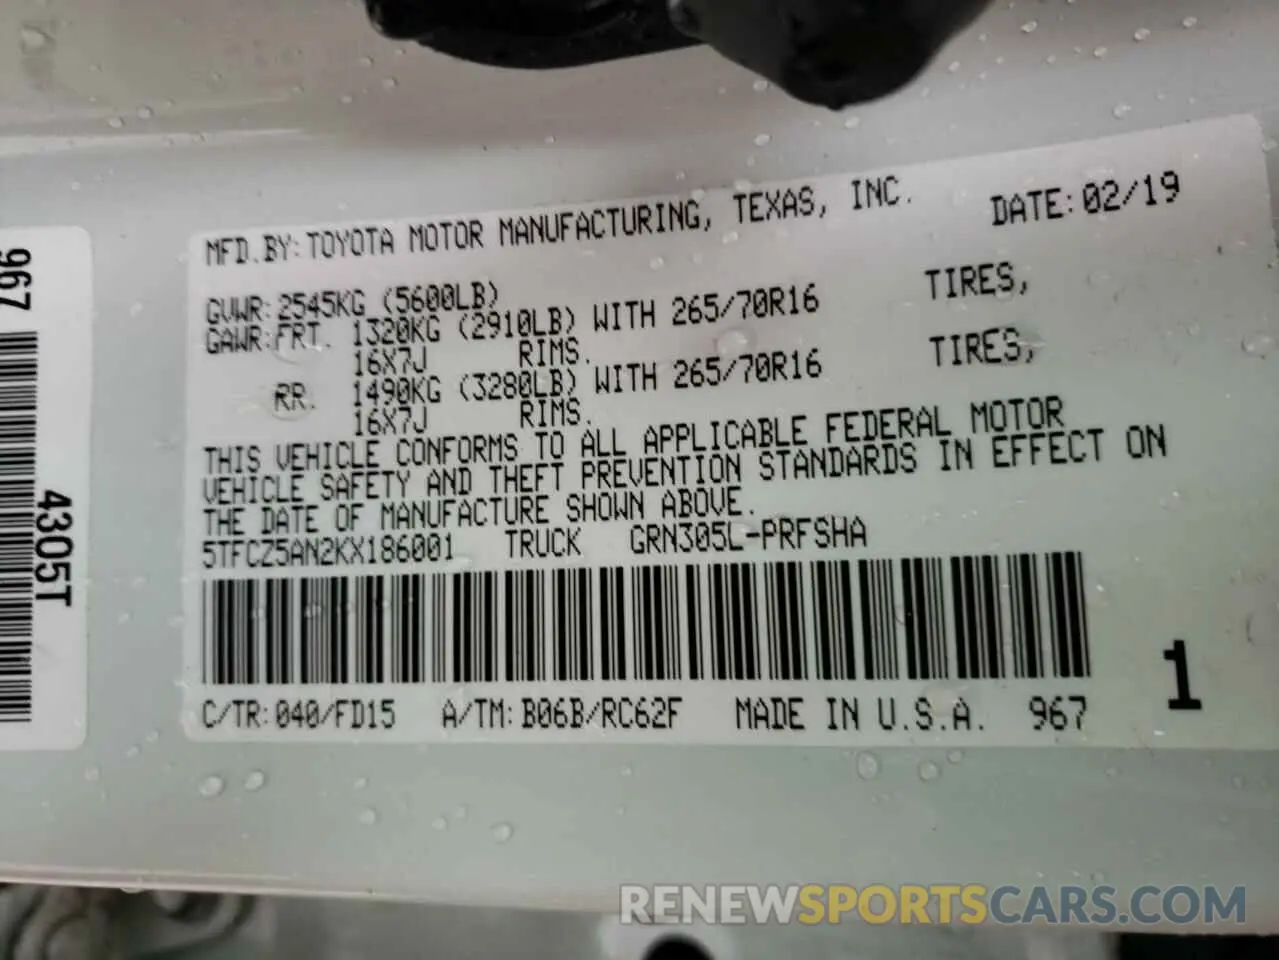 MFD.BY:TOYOTA MOTOR MANUFACTURING, TEXAS, INC. DATE:02/19
GVWR:2545KG (5600LB)
GAWR:FRT. 1320KG (2910LB) WITH 265/70R16 TIRES,
16X7J RIMS.
RR. 1490KG (3280LB) WITH 265/70R16 TIRES,
16X7J RIMS.
THIS VEHICLE CONFORMS TO ALL APPLICABLE FEDERAL MOTOR
VEHICLE SAFETY AND THEFT PREVENTION STANDARDS IN EFFECT ON
THE DATE OF MANUFACTURE SHOWN ABOVE.
5TFCZ5AN2KX186001 TRUCK GRN305L-PRFSHA
C/TR:040/FD15 A/TM:B06B/RC62F MADE IN U.S.A. 967
1
967
4305T
RENEWSPORTSCARS.COM